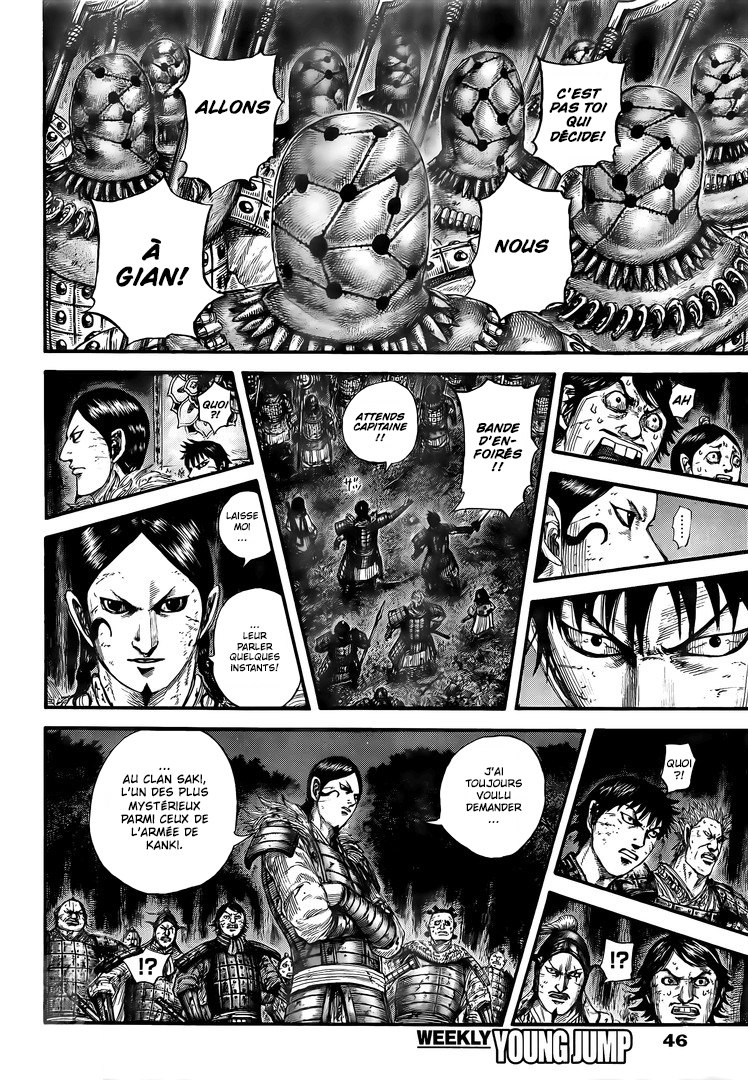 C'EST
PAS TOI
QUI
DÉCIDE!
NOUS
ALLONS
À
GIAN!
AH
......
BANDE
D'EN-
FOIRÉS !!
ATTENDS
CAPITAINE
!!
ザッ
QUOI
?!
LAISSE
MOI
...
...
LEUR
PARLER
QUELQUES
INSTANTS!
QUOI
?!
!?
J'AI
TOUJOURS
VOULU
DEMANDER
...
...
AU CLAN SAKI,
L'UN DES PLUS
MYSTÉRIEUX
PARMI CEUX DE
L'ARMÉE DE
KANKI.
!?
WEEKLY YOUNG JUMP 46